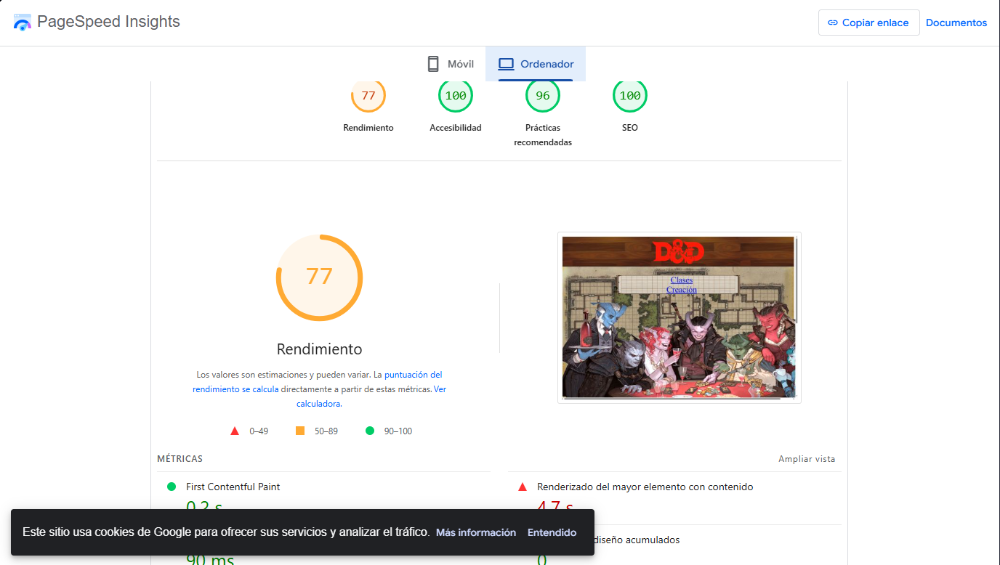 PageSpeed Insights
Copiar enlace
Documentos
Móvil
Ordenador
77
100
96
100
Rendimiento
Accesibilidad
Prácticas
recomendadas
SEO
77
Rendimiento
Los valores son estimaciones y pueden variar. La puntuación del
rendimiento se calcula directamente a partir de estas métricas. Ver
calculadora.
0–49
50–89
90–100
D&D
Clases
Creación
MÉTRICAS
Ampliar vista
First Contentful Paint
0,2 s
Renderizado del mayor elemento con contenido
4,7 s
Este sitio usa cookies de Google para ofrecer sus servicios y analizar el tráfico. Más información Entendido
diseño acumulados
90 ms
0